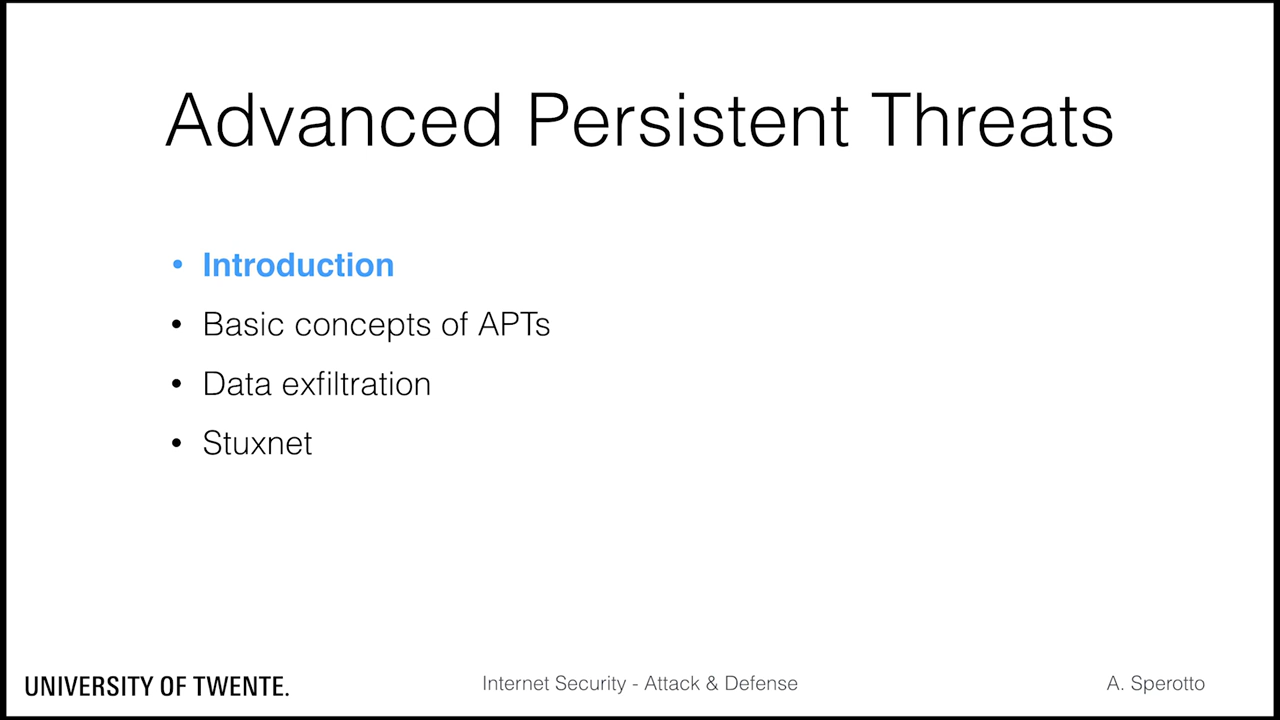 Advanced Persistent Threats
• Introduction
• Basic concepts of APTs
• Data exfiltration
• Stuxnet
UNIVERSITY OF TWENTE.
Internet Security - Attack & Defense
A. Sperotto